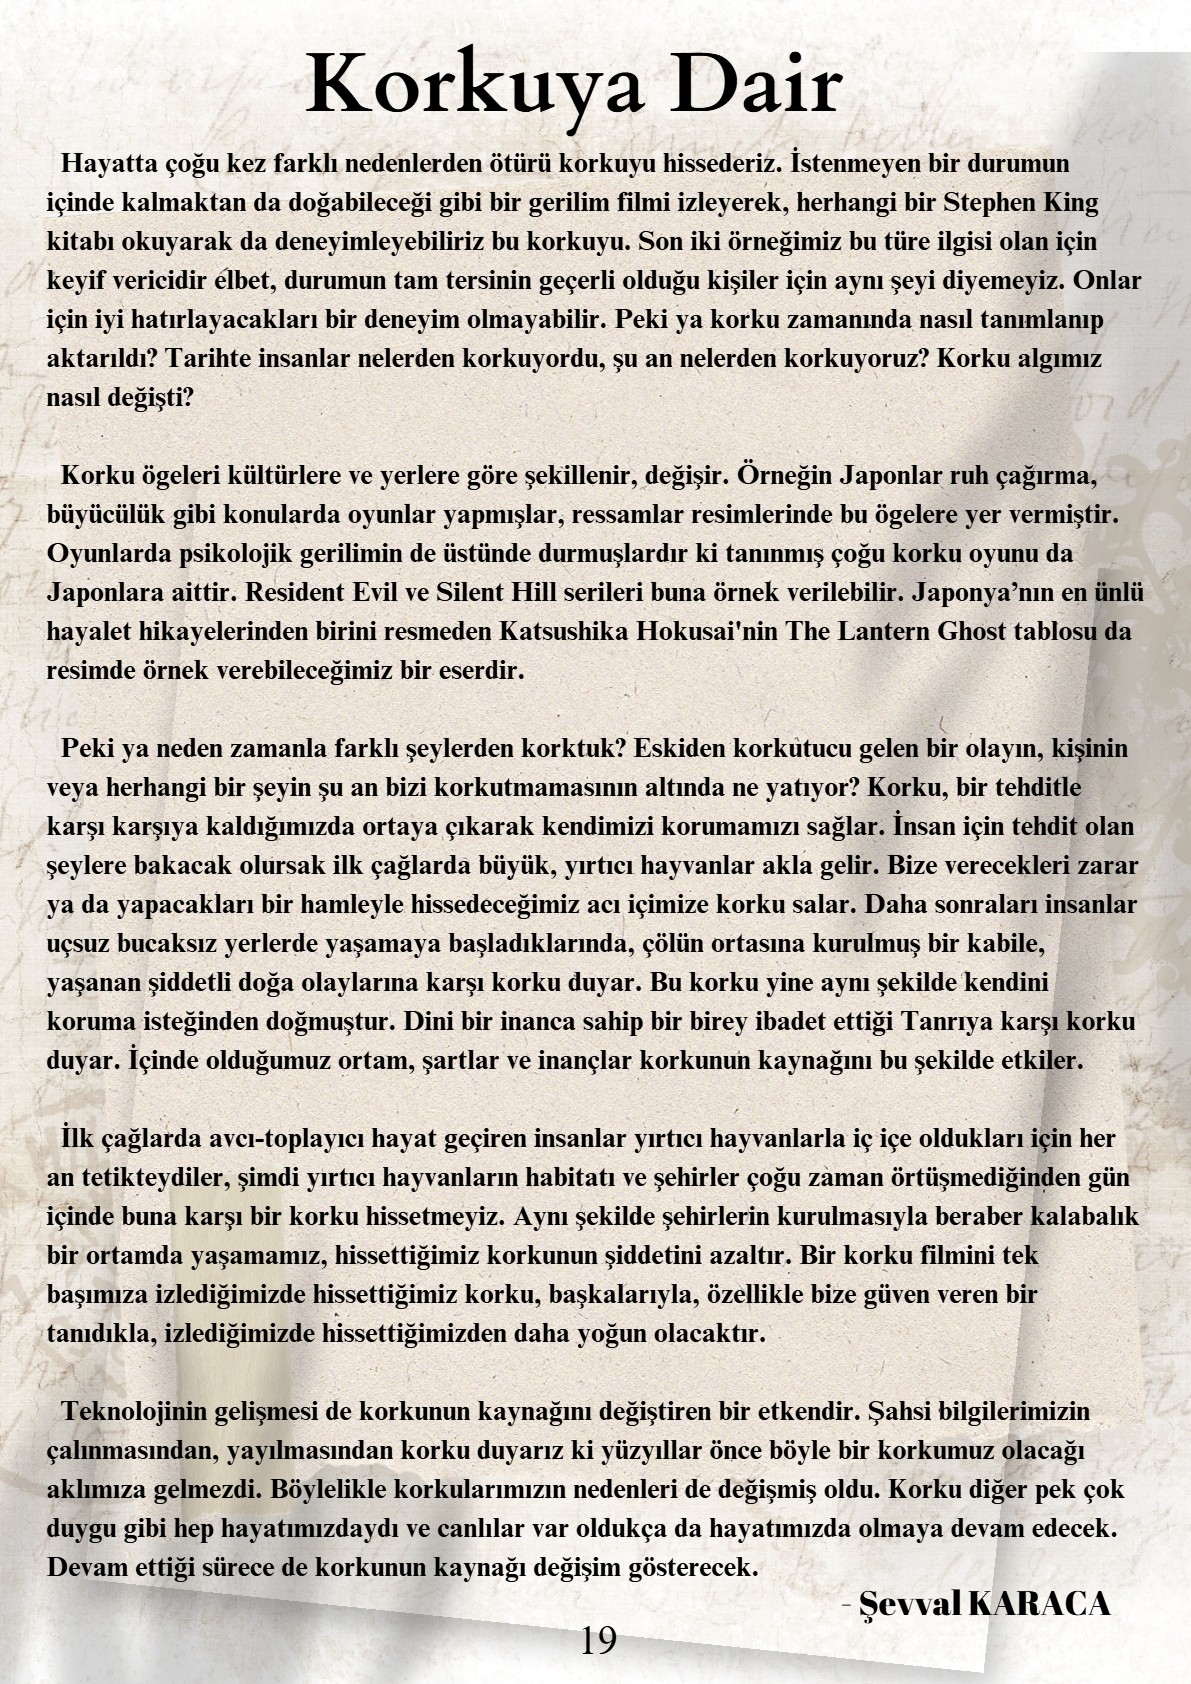 Korkuya Dair
Hayatta çoğu kez farklı nedenlerden ötürü korkuyu hissederiz. İstenmeyen bir durumun
içinde kalmaktan da doğabileceği gibi bir gerilim filmi izleyerek, herhangi bir Stephen King
kitabı okuyarak da deneyimleyebiliriz bu korkuyu. Son iki örneğimiz bu türe ilgisi olan için
keyif vericidir elbet, durumun tam tersinin geçerli olduğu kişiler için aynı şeyi diyemeyiz. Onlar
için iyi hatırlayacakları bir deneyim olmayabilir. Peki ya korku zamanında nasıl tanımlanıp
aktarıldı? Tarihte insanlar nelerden korkuyordu, şu an nelerden korkuyoruz? Korku algımız
nasıl değişti?
Korku ögeleri kültürlere ve yerlere göre şekillenir, değişir. Örneğin Japonlar ruh çağırma,
büyücülük gibi konularda oyunlar yapmışlar, ressamlar resimlerinde bu ögelere yer vermiştir.
Oyunlarda psikolojik gerilimin de üstünde durmuşlardır ki tanınmış çoğu korku oyunu da
Japonlara aittir. Resident Evil ve Silent Hill serileri buna örnek verilebilir. Japonya’nın en ünlü
hayalet hikayelerinden birini resmeden Katsushika Hokusai'nin The Lantern Ghost tablosu da
resimde örnek verebileceğimiz bir eserdir.
Peki ya neden zamanla farklı şeylerden korktuk? Eskiden korkutucu gelen bir olayın, kişinin
veya herhangi bir şeyin şu an bizi korkutmamasının altında ne yatıyor? Korku, bir tehditle
karşı karşıya kaldığımızda ortaya çıkarak kendimizi korumamızı sağlar. İnsan için tehdit olan
şeylere bakacak olursak ilk çağlarda büyük, yırtıcı hayvanlar akla gelir. Bize verecekleri zarar
ya da yapacakları bir hamleyle hissedeceğimiz acı içimize korku salar. Daha sonraları insanlar
uçsuz bucaksız yerlerde yaşamaya başladıklarında, çölün ortasına kurulmuş bir kabile,
yaşanan şiddetli doğa olaylarına karşı korku duyar. Bu korku yine aynı şekilde kendini
koruma isteğinden doğmuştur. Dini bir inanca sahip bir birey ibadet ettiği Tanrıya karşı korku
duyar. İçinde olduğumuz ortam, şartlar ve inançlar korkunun kaynağını bu şekilde etkiler.
İlk çağlarda avcı-toplayıcı hayat geçiren insanlar yırtıcı hayvanlarla iç içe oldukları için her
an tetikteydiler, şimdi yırtıcı hayvanların habitatı ve şehirler çoğu zaman örtüşmediğinden gün
içinde buna karşı bir korku hissetmeyiz. Aynı şekilde şehirlerin kurulmasıyla beraber kalabalık
bir ortamda yaşamamız, hissettiğimiz korkunun şiddetini azaltır. Bir korku filmini tek
başımıza izlediğimizde hissettiğimiz korku, başkalarıyla, özellikle bize güven veren bir
tanıdıkla, izlediğimizde hissettiğimizden daha yoğun olacaktır.
Teknolojinin gelişmesi de korkunun kaynağını değiştiren bir etkendir. Şahsi bilgilerimizin
çalınmasından, yayılmasından korku duyarız ki yüzyıllar önce böyle bir korkumuz olacağı
aklımıza gelmezdi. Böylelikle korkularımızın nedenleri de değişmiş oldu. Korku diğer pek çok
duygu gibi hep hayatımızdaydı ve canlılar var oldukça da hayatımızda olmaya devam edecek.
Devam ettiği sürece de korkunun kaynağı değişim gösterecek.
- Şevval KARACA
19